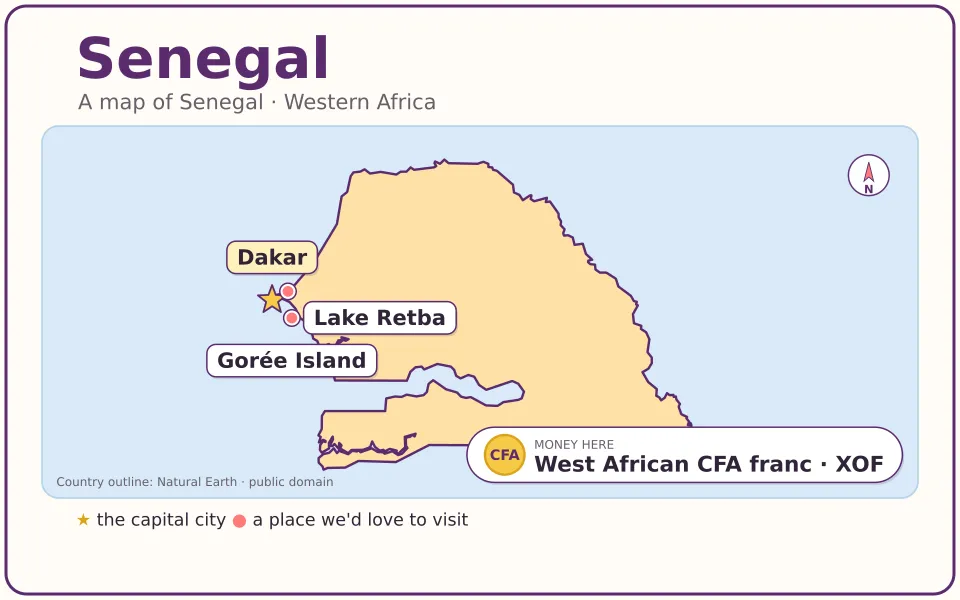 Senegal
A map of Senegal · Western Africa
N
Dakar
Lake Retba
Gorée Island
CFA
MONEY HERE
West African CFA franc · XOF
Country outline: Natural Earth · public domain
★ the capital city ● a place we'd love to visit